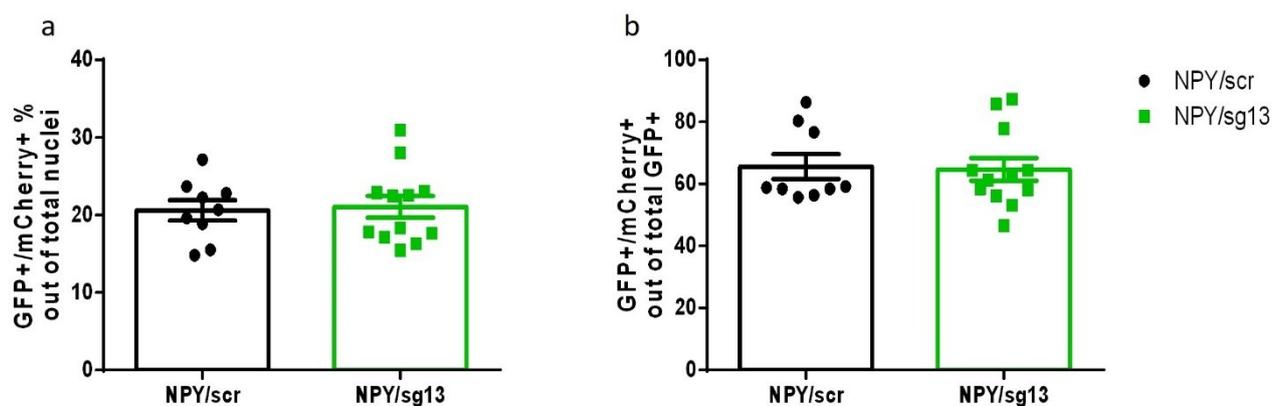 a
GFP+/mCherry+ %
out of total nuclei
40
30
20
10
0
NPY/scr
NPY/sg13
b
GFP+/mCherry+
out of total GFP+
100
80
60
40
20
0
NPY/scr
NPY/sg13
NPY/scr
NPY/sg13